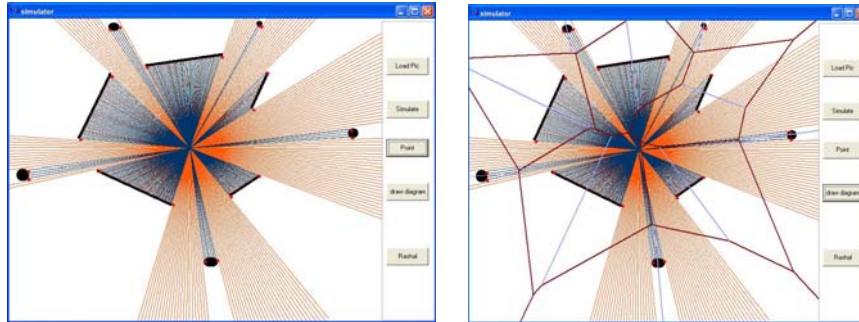 simulator
Load Pic
Simulate
Point
draw diagram
Rashal
simulator
Load Pic
Simulate
Point
draw diagram
Rashal